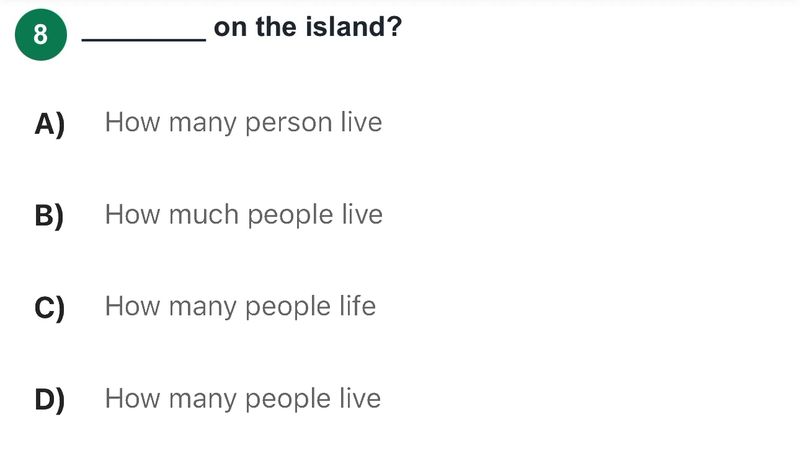 8 _________ on the island?
A) How many person live
B) How much people live
C) How many people life
D) How many people live